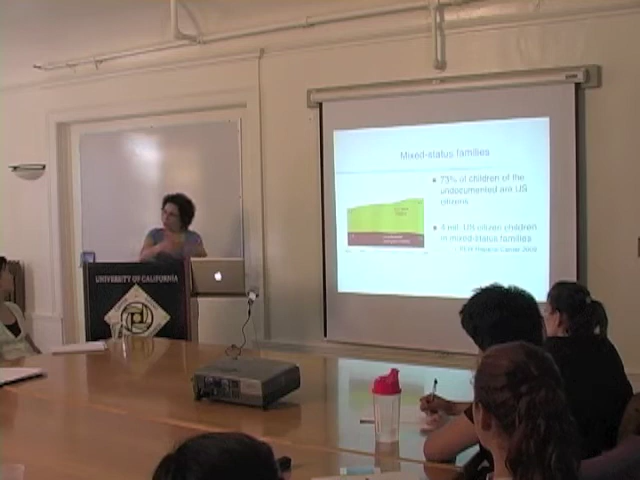 Mixed-status families
73% of children of the
undocumented are US
citizens
4 mil. US citizen children
in mixed-status families
UNIVERSITY OF CALIFORNIA